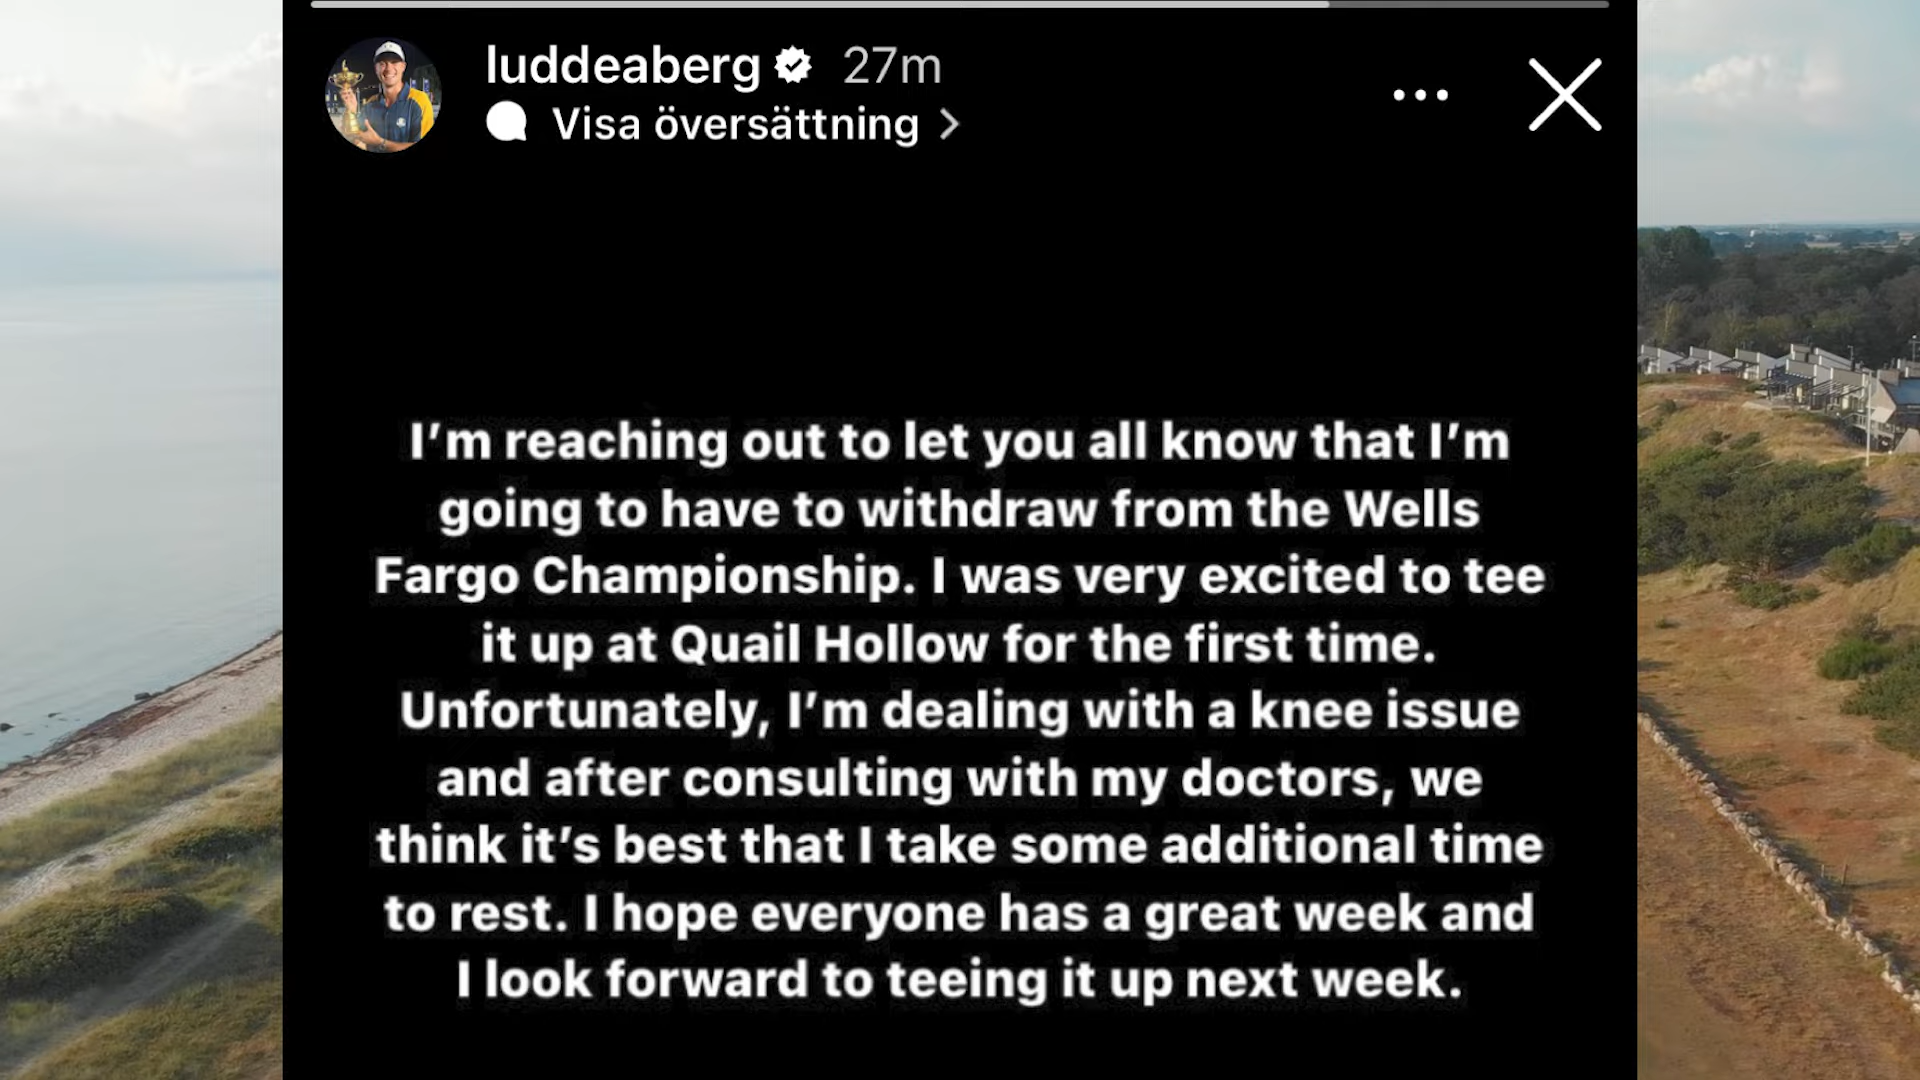 luddeaberg 27m
Visa översättning
I’m reaching out to let you all know that I’m
going to have to withdraw from the Wells
Fargo Championship. I was very excited to tee
it up at Quail Hollow for the first time.
Unfortunately, I’m dealing with a knee issue
and after consulting with my doctors, we
think it’s best that I take some additional time
to rest. I hope everyone has a great week and
I look forward to teeing it up next week.